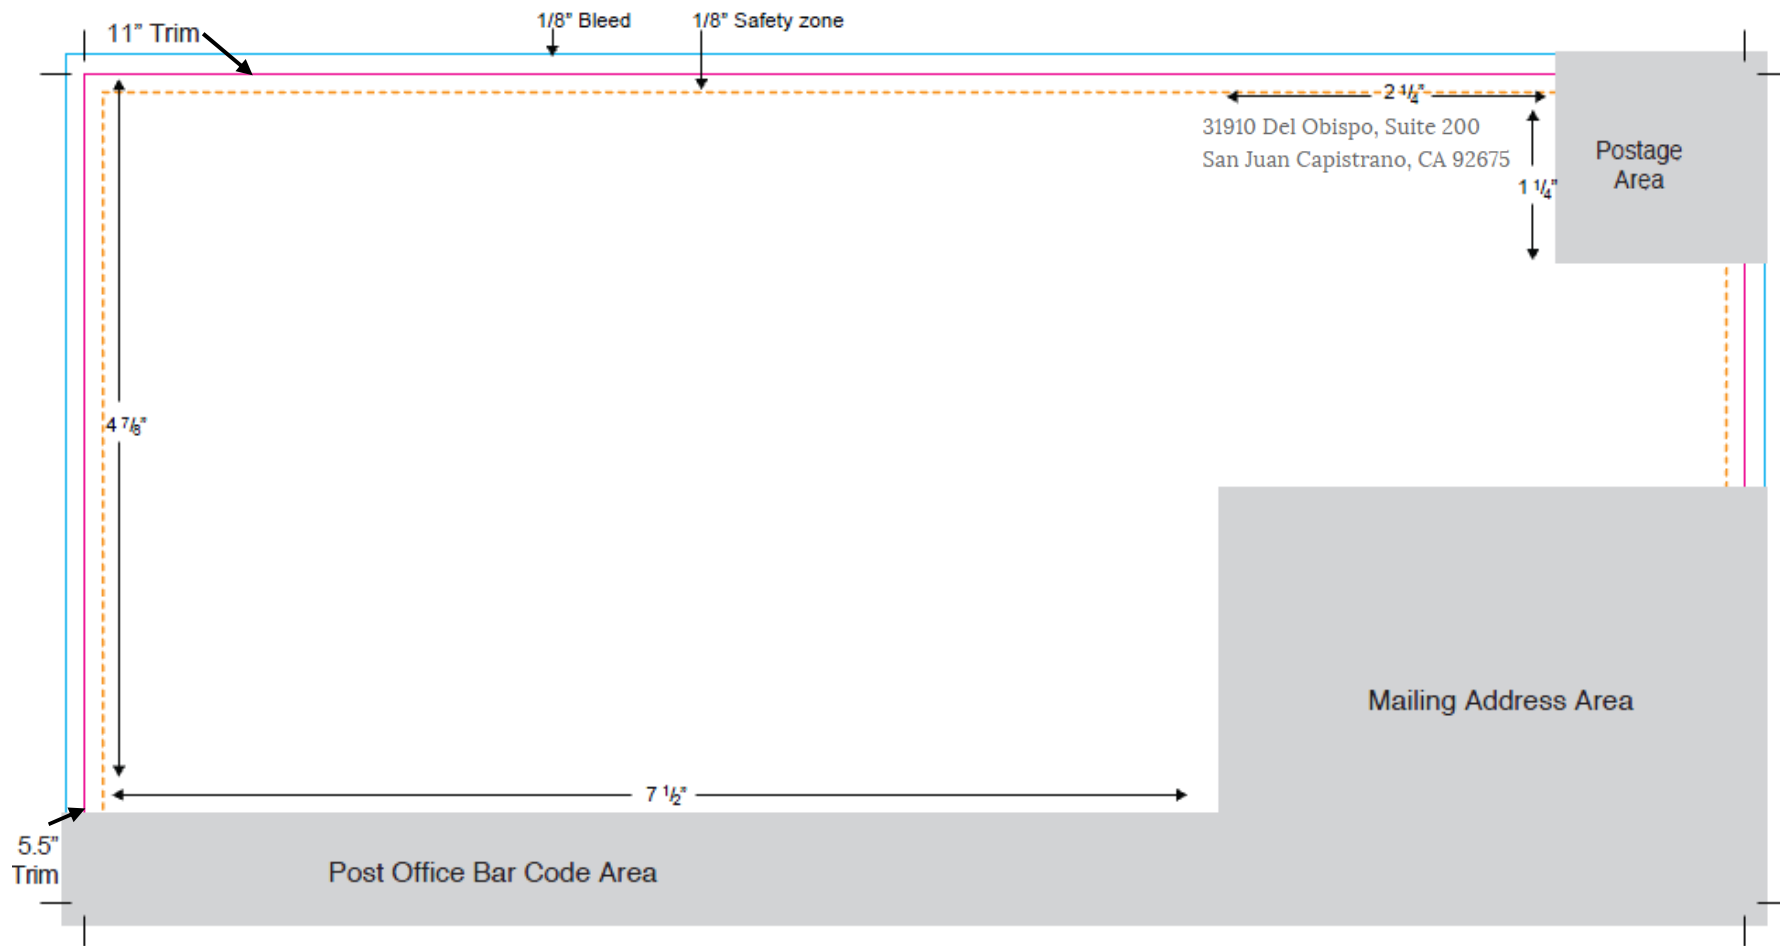 1/8” Bleed
1/8” Safety zone
11” Trim
2 1/4”
31910 Del Obispo, Suite 200
San Juan Capistrano, CA 92675
Postage
Area
1 1/4”
4 7/8”
Mailing Address Area
7 1/2”
5.5”
Trim
Post Office Bar Code Area